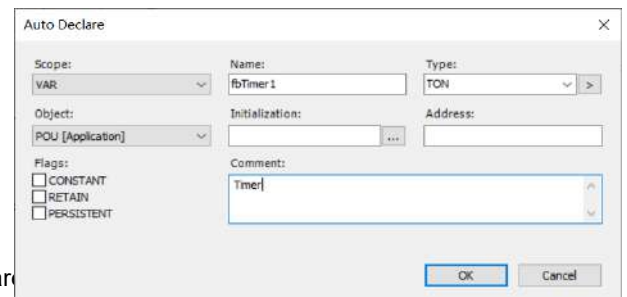 Auto Declare
Scope: Name: Type:
VAR fbTimer1 TON >
Object: Initialization: Address:
POU [Application] ...
Flags: Comment:
CONSTANT Tmer
RETAIN
PERSISTENT
OK Cancel